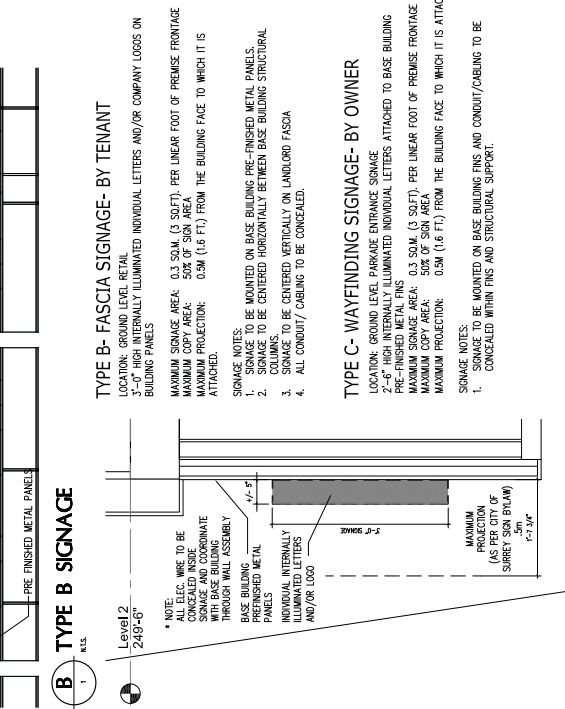 PRE FINISHED METAL PANELS
B
1
TYPE B SIGNAGE
N.T.S.
Level 2
249'-6"
* NOTE:
ALL ELEC. WIRE TO BE
CONCEALED INSIDE
SIGNAGE AND COORDINATE
WITH BASE BUILDING
THROUGH WALL ASSEMBLY
BASE BUILDING
PREFINISHED METAL
PANELS
INDIVIDUAL INTERNALLY
ILLUMINATED LETTERS
AND/OR LOGO
+/- 5"
3'-0" SIGNAGE
MAXIMUM
PROJECTION
(AS PER CITY OF
SURREY SIGN BYLAW)
.5m
1'-7 3/4"
TYPE B- FASCIA SIGNAGE- BY TENANT
LOCATION: GROUND LEVEL RETAIL
3'-0" HIGH INTERNALLY ILLUMINATED INDIVIDUAL LETTERS AND/OR COMPANY LOGOS ON
BUILDING PANELS
MAXIMUM SIGNAGE AREA: 0.3 SQ.M. (3 SQ.FT). PER LINEAR FOOT OF PREMISE FRONTAGE
MAXIMUM COPY AREA: 50% OF SIGN AREA
MAXIMUM PROJECTION: 0.5M (1.6 FT.) FROM THE BUILDING FACE TO WHICH IT IS
ATTACHED.
SIGNAGE NOTES:
1. SIGNAGE TO BE MOUNTED ON BASE BUILDING PRE-FINISHED METAL PANELS.
2. SIGNAGE TO BE CENTERED HORIZONTALLY BETWEEN BASE BUILDING STRUCTURAL
COLUMNS.
3. SIGNAGE TO BE CENTERED VERTICALLY ON LANDLORD FASCIA
4. ALL CONDUIT/ CABLING TO BE CONCEALED.
TYPE C- WAYFINDING SIGNAGE- BY OWNER
LOCATION: GROUND LEVEL PARKADE ENTRANCE SIGNAGE
2'-6" HIGH INTERNALLY ILLUMINATED INDIVIDUAL LETTERS ATTACHED TO BASE BUILDING
PRE-FINISHED METAL FINS
MAXIMUM SIGNAGE AREA: 0.3 SQ.M. (3 SQ.FT). PER LINEAR FOOT OF PREMISE FRONTAGE
MAXIMUM COPY AREA: 50% OF SIGN AREA
MAXIMUM PROJECTION: 0.5M (1.6 FT.) FROM THE BUILDING FACE TO WHICH IT IS ATTAC
SIGNAGE NOTES:
1. SIGNAGE TO BE MOUNTED ON BASE BUILDING FINS AND CONDUIT/CABLING TO BE
CONCEALED WITHIN FINS AND STRUCTURAL SUPPORT.